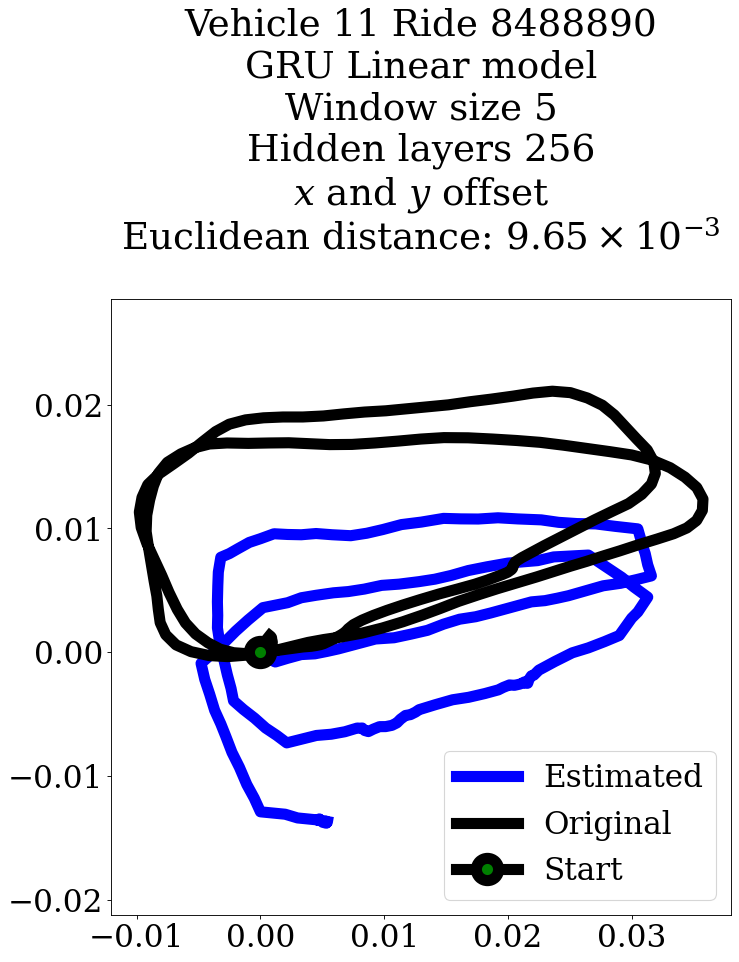 Vehicle 11 Ride 8488890
GRU Linear model
Window size 5
Hidden layers 256
x and y offset
Euclidean distance: 9.65 × 10⁻³
0.02
0.01
0.00
−0.01
−0.02
Estimated
Original
Start
−0.01
0.00
0.01
0.02
0.03